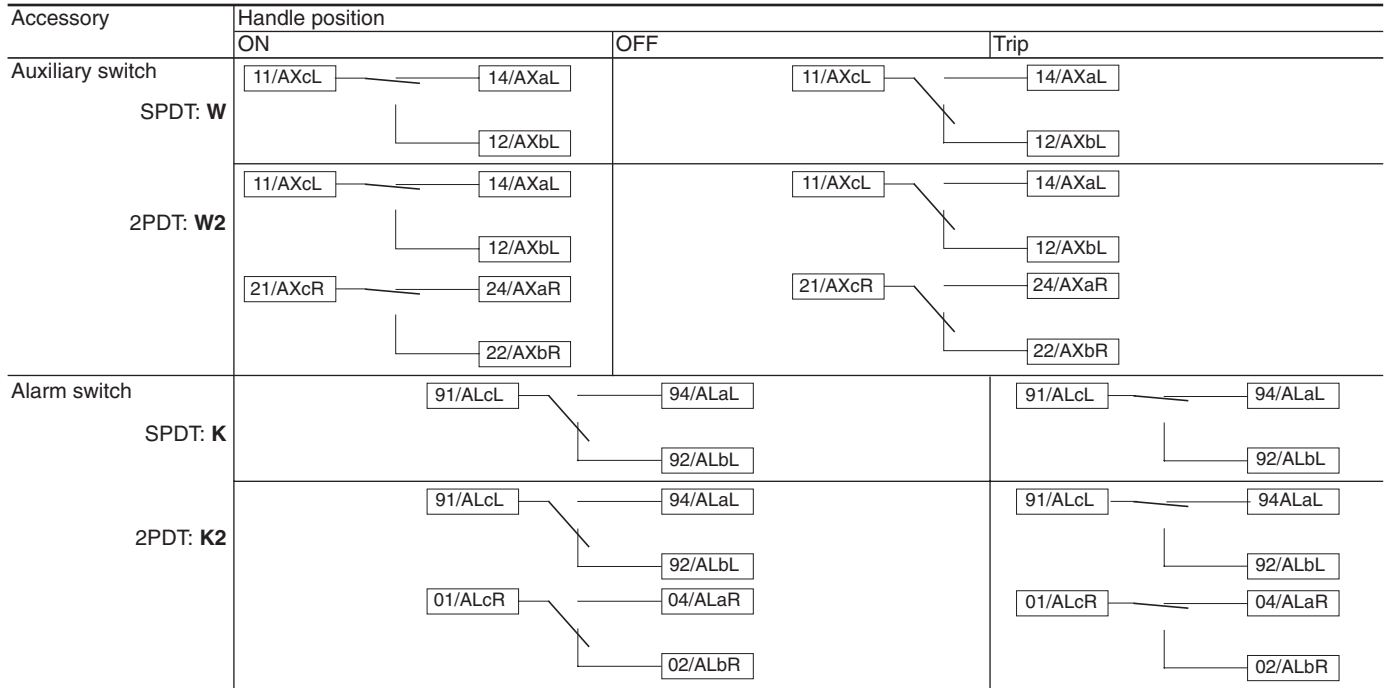 Accessory Handle position
ON OFF Trip
Auxiliary switch
11/AXcL 14/AXaL 11/AXcL 14/AXaL
SPDT: W
12/AXbL 12/AXbL
11/AXcL 14/AXaL 11/AXcL 14/AXaL
2PDT: W2
12/AXbL 12/AXbL
21/AXcR 24/AXaR 21/AXcR 24/AXaR
22/AXbR 22/AXbR
Alarm switch
91/ALcL 94/ALaL 91/ALcL 94/ALaL
SPDT: K
92/ALbL 92/ALbL
91/ALcL 94/ALaL 91/ALcL 94ALaL
2PDT: K2
92/ALbL 92/ALbL
01/ALcR 04/ALaR 01/ALcR 04/ALaR
02/ALbR 02/ALbR